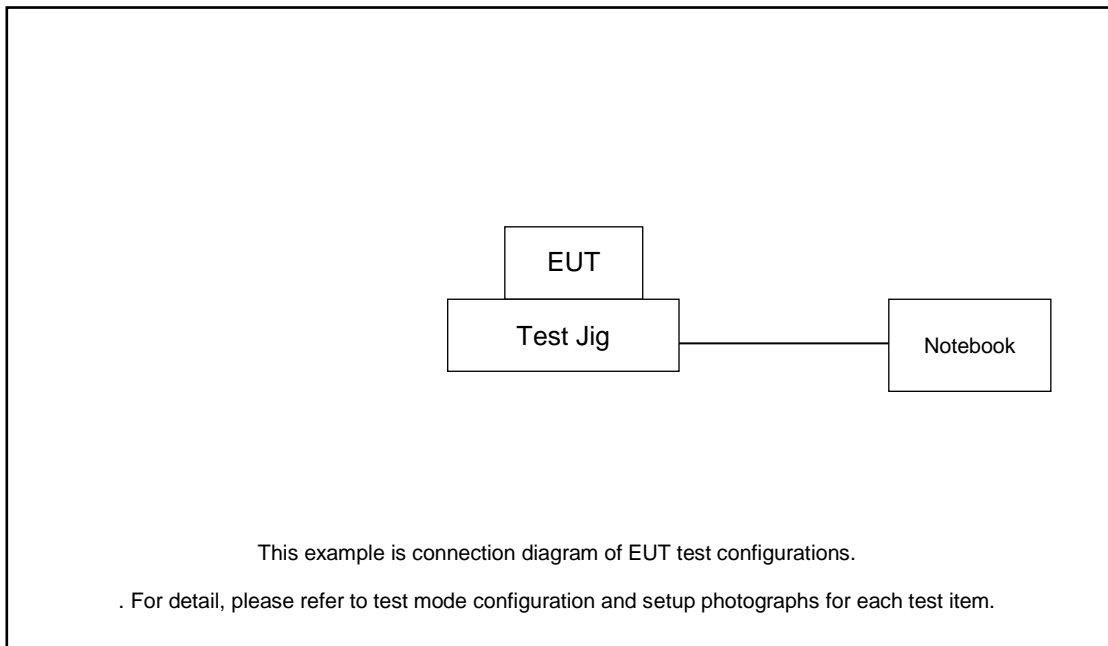 EUT
Test Jig
Notebook
This example is connection diagram of EUT test configurations.
. For detail, please refer to test mode configuration and setup photographs for each test item.